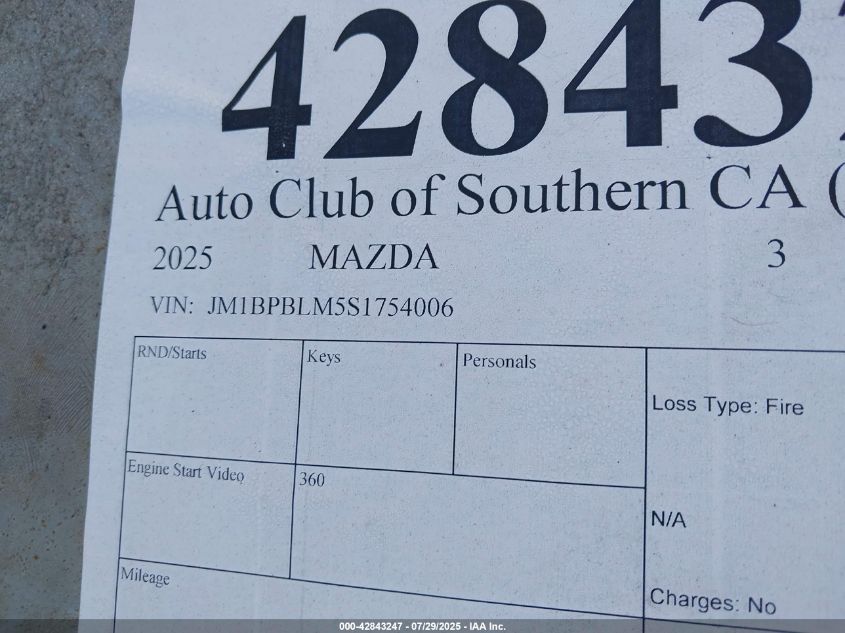 42843
Auto Club of Southern CA (
2025 MAZDA 3
VIN: JM1BPBLM5S1754006
RND/Starts Keys Personals
Loss Type: Fire
Engine Start Video 360
N/A
Mileage
Charges: No
000-42843247 - 07/29/2025 - IAA Inc.